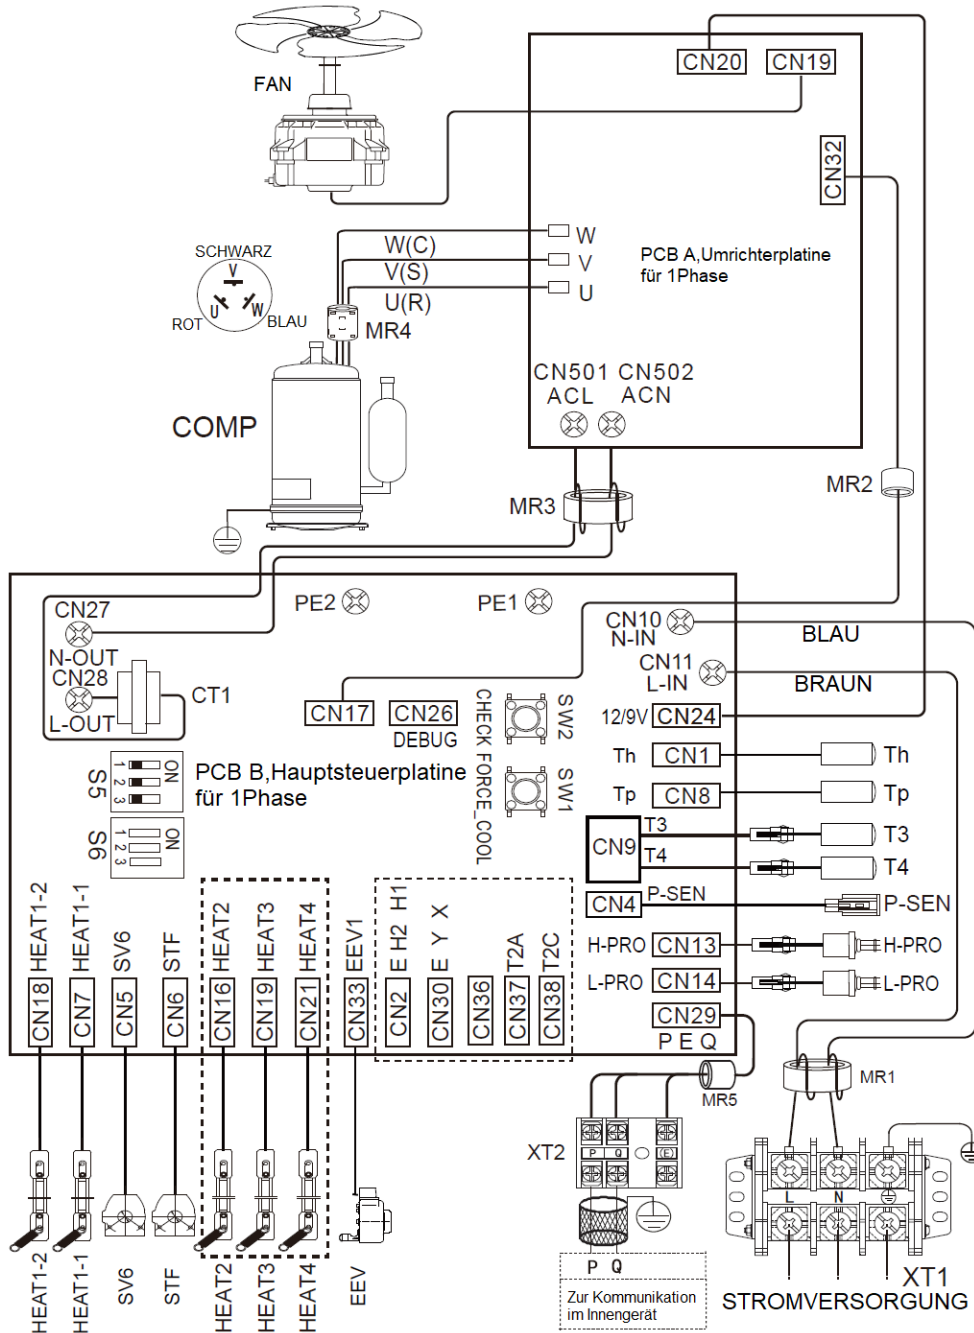 CN20
CN19
FAN
CN32
W
W(C)
SCHWARZ
V
V(S)
PCB A,Umrichterplatine
für 1Phase
U
U(R)
V
U
W
ROT
BLAU
MR4
CN501
CN502
ACL
ACN
COMP
MR2
MR3
CN27
PE2
PE1
CN10
N-IN
BLAU
N-OUT
CN28
CN11
L-IN
BRAUN
CT1
L-OUT
CN17
CN26
DEBUG
12/9V
CN24
CHECK FORCE_COOL
SW2
SW1
S5
ON
1
2
3
PCB B,Hauptsteuerplatine
für 1Phase
S6
ON
1
2
3
Th
CN1
Th
Tp
CN8
Tp
CN9
T3
T3
T4
T4
CN4
P-SEN
P-SEN
H-PRO
CN13
H-PRO
L-PRO
CN14
L-PRO
CN29
P E Q
HEAT1-2
HEAT1-1
SV6
STF
HEAT2
HEAT3
HEAT4
EEV1
E H2 H1
E Y X
T2A
T2C
CN18
CN7
CN5
CN6
CN16
CN19
CN21
CN33
CN2
CN30
CN36
CN37
CN38
MR5
MR1
XT2
P
Q
E
L
N
HEAT1-2
HEAT1-1
SV6
STF
HEAT2
HEAT3
HEAT4
EEV
P Q
Zur Kommunikation
im Innengerät
XT1
STROMVERSORGUNG